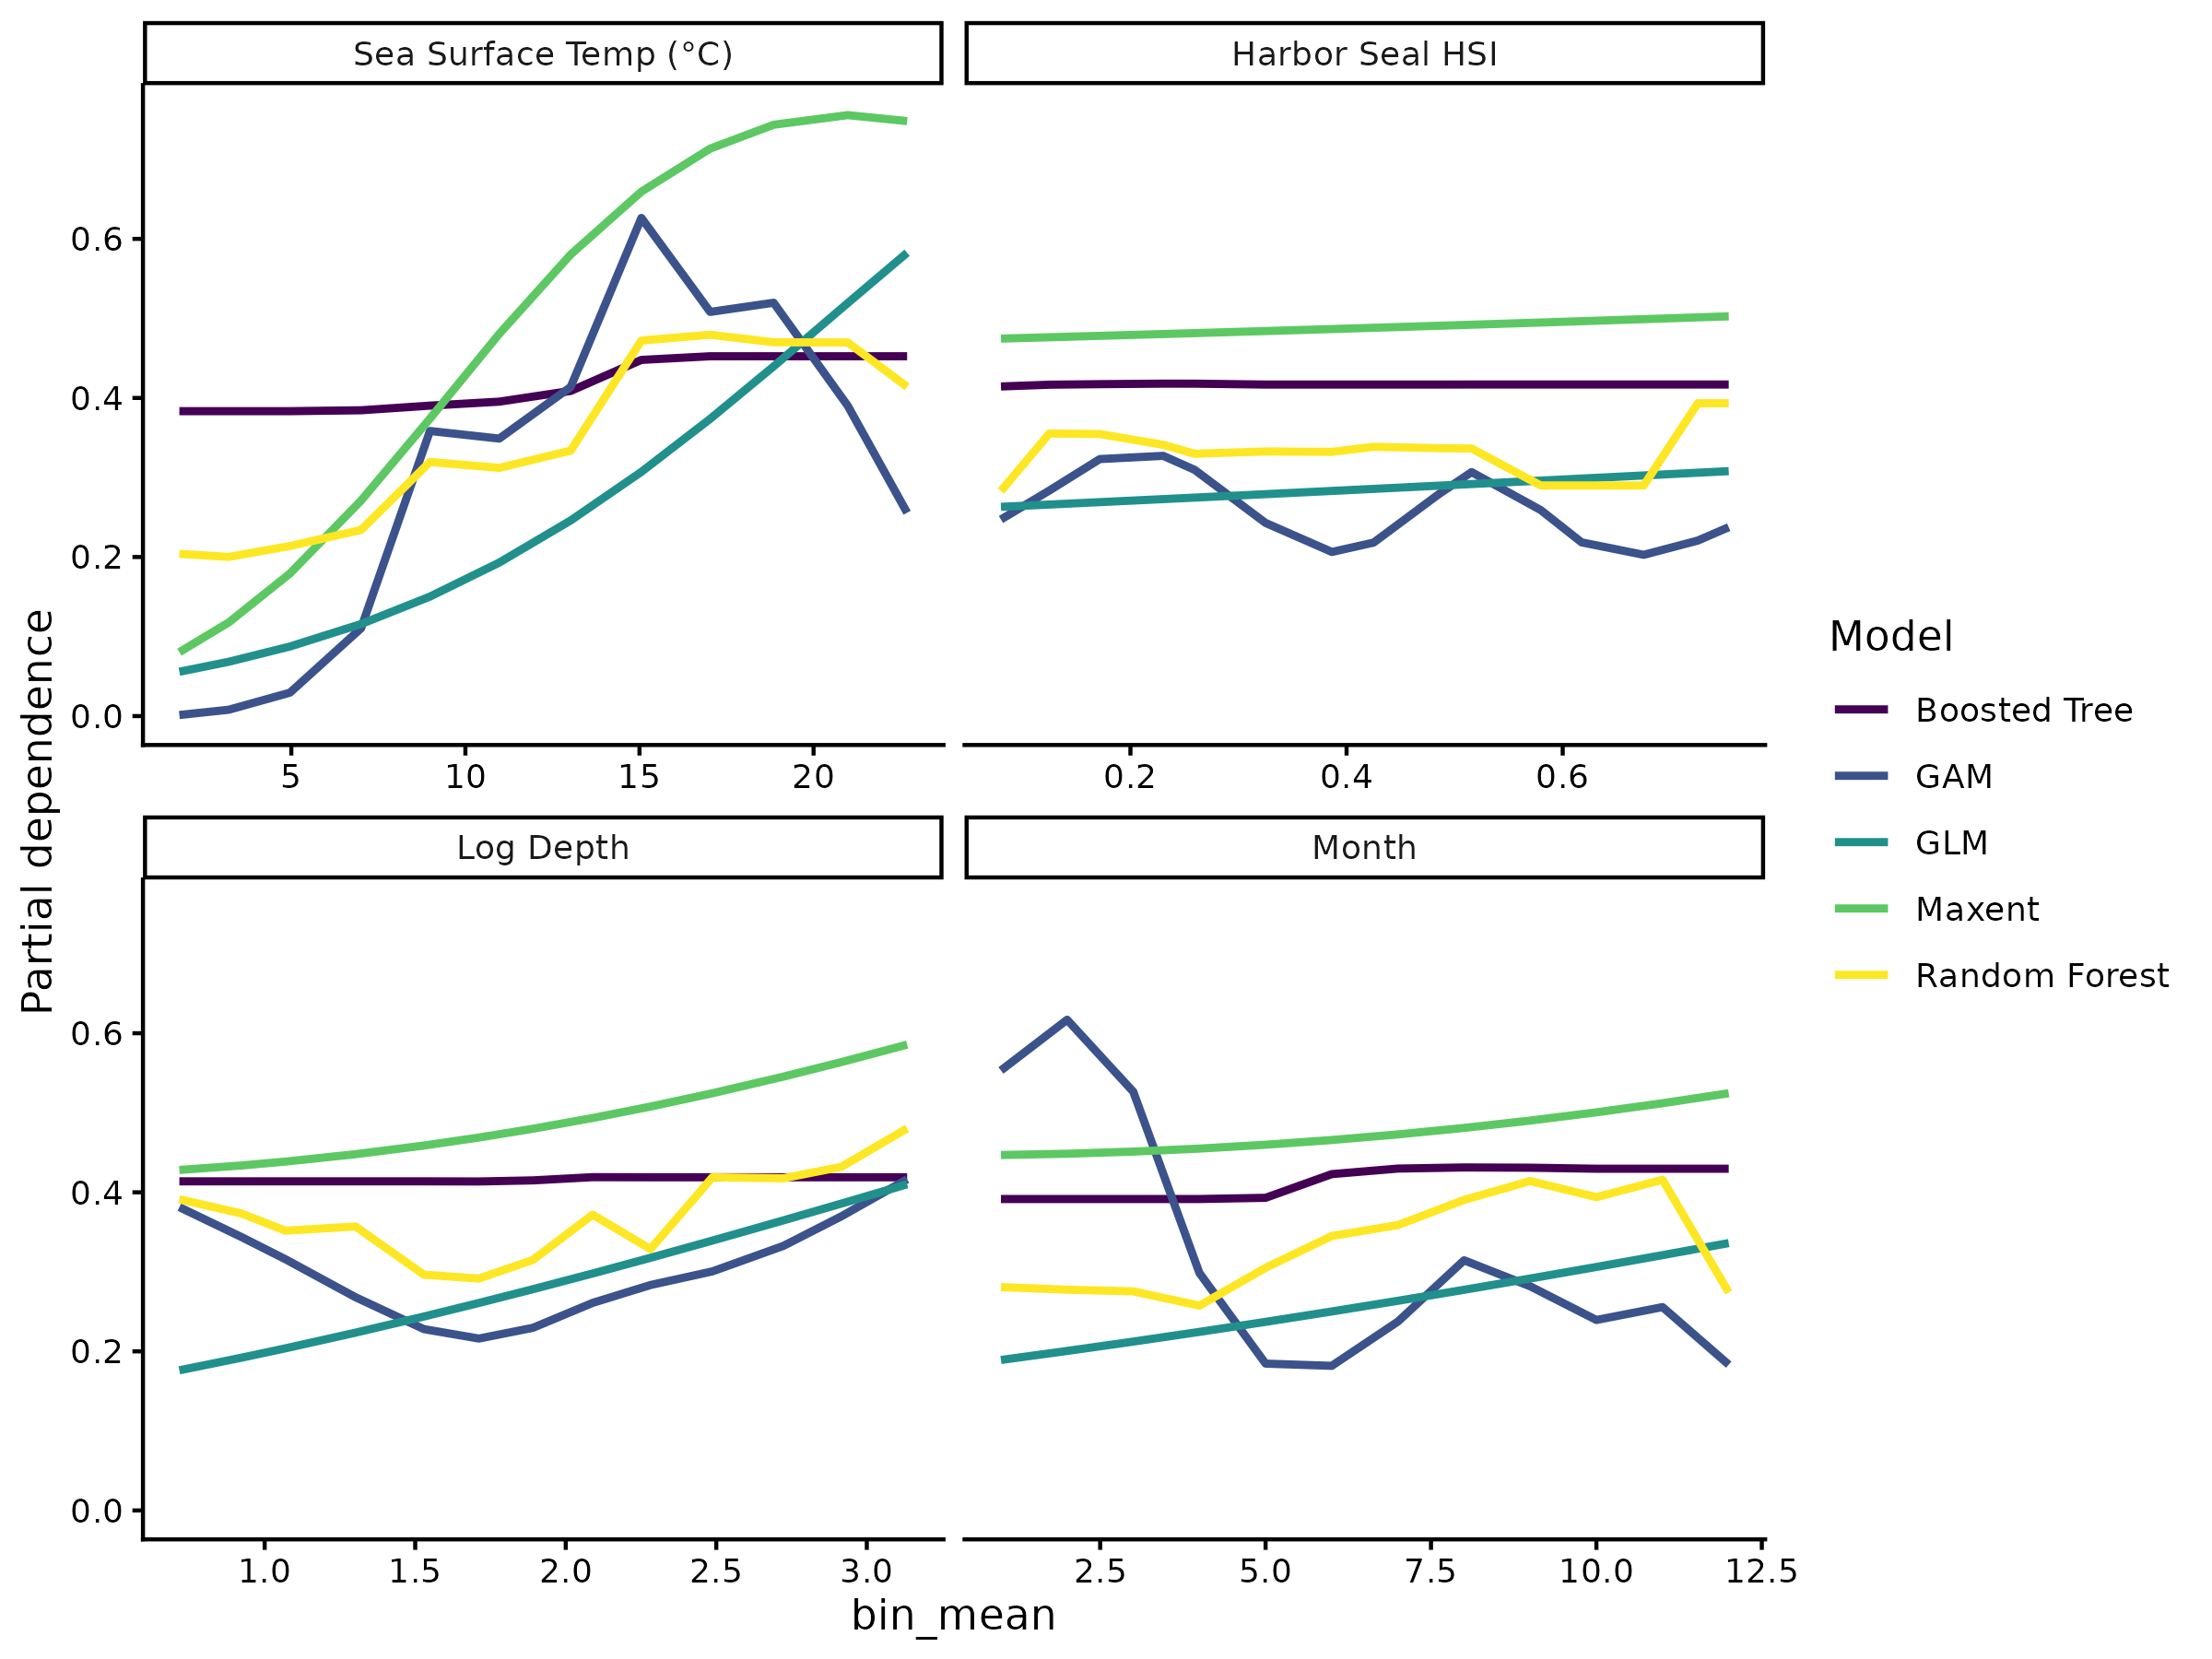 Sea Surface Temp (°C)
Harbor Seal HSI
0.6
0.4
0.2
0.0
5 10 15 20
0.2 0.4 0.6
Partial dependence
Log Depth
Month
0.6
0.4
0.2
0.0
1.0 1.5 2.0 2.5 3.0
2.5 5.0 7.5 10.0 12.5
bin_mean
Model
Boosted Tree
GAM
GLM
Maxent
Random Forest